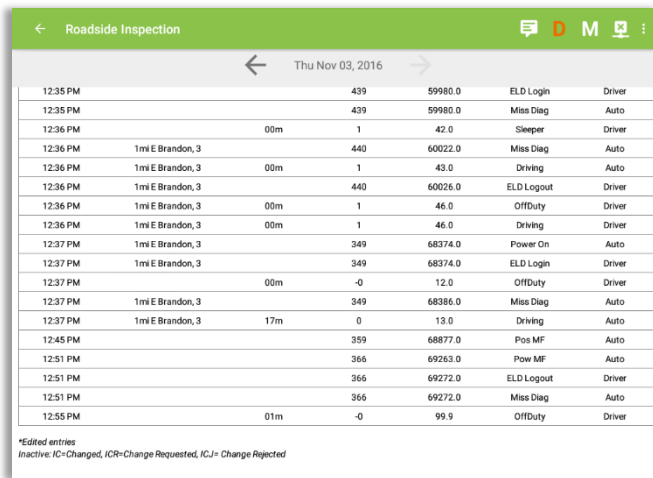 Roadside Inspection D M
Thu Nov 03, 2016
12:35 PM 439 59980.0 ELD Login Driver
12:35 PM 439 59980.0 Miss Diag Auto
12:36 PM 00m 1 42.0 Sleeper Driver
12:36 PM 1mi E Brandon, 3 440 60022.0 Miss Diag Auto
12:36 PM 1mi E Brandon, 3 00m 1 43.0 Driving Auto
12:36 PM 1mi E Brandon, 3 440 60026.0 ELD Logout Driver
12:36 PM 1mi E Brandon, 3 00m 1 46.0 OffDuty Driver
12:36 PM 1mi E Brandon, 3 00m 1 46.0 Driving Driver
12:37 PM 1mi E Brandon, 3 349 68374.0 Power On Auto
12:37 PM 1mi E Brandon, 3 349 68374.0 ELD Login Driver
12:37 PM 00m -0 12.0 OffDuty Driver
12:37 PM 1mi E Brandon, 3 349 68386.0 Miss Diag Auto
12:37 PM 1mi E Brandon, 3 17m 0 13.0 Driving Auto
12:45 PM 359 68877.0 Pos MF Auto
12:51 PM 366 69263.0 Pow MF Auto
12:51 PM 366 69272.0 ELD Logout Driver
12:51 PM 366 69272.0 Miss Diag Auto
12:55 PM 01m -0 99.9 OffDuty Driver
*Edited entries
Inactive: IC=Changed, ICR=Change Requested, ICJ= Change Rejected